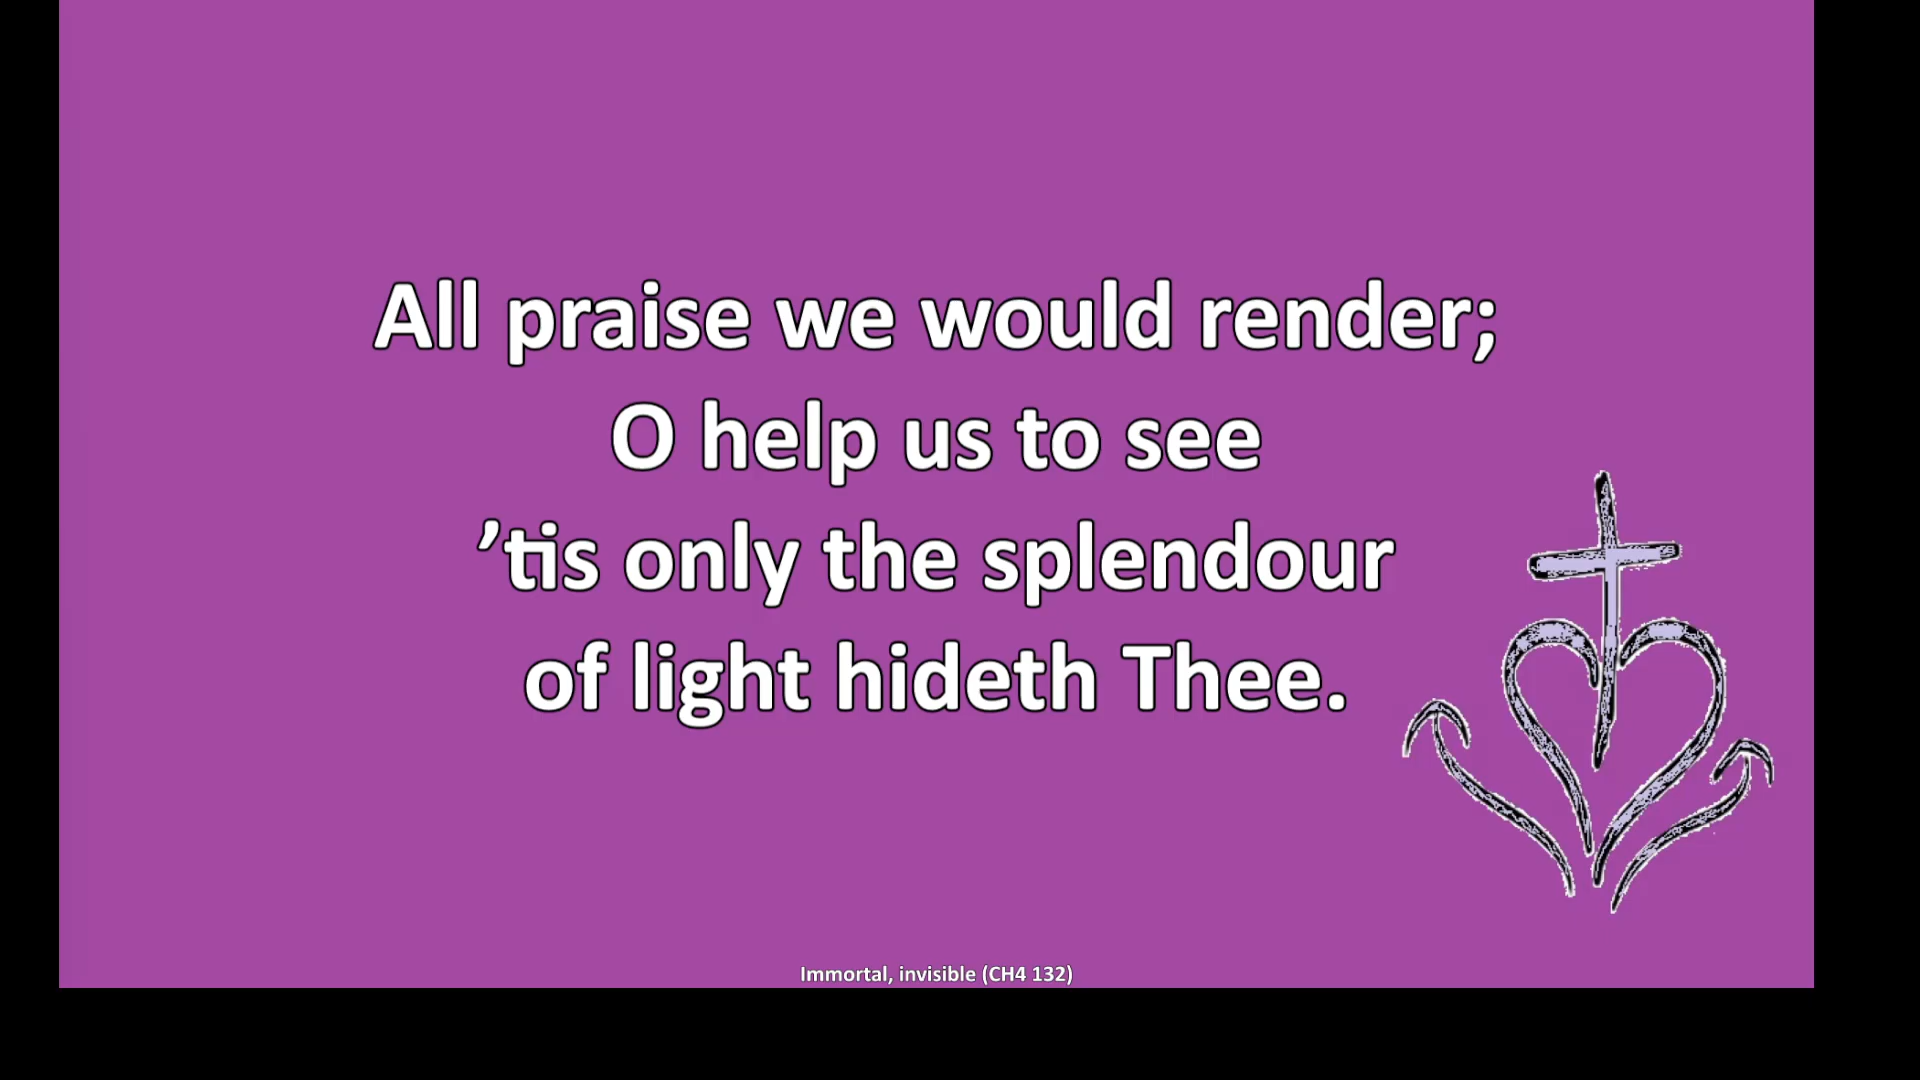 All praise we would render;
O help us to see
’tis only the splendour
of light hideth Thee.
Immortal, invisible (CH4 132)